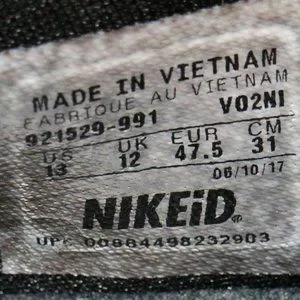 MADE IN VIETNAM
FABRIQUE AU VIETNAM
921529-991 VO2N1
US UK EUR CM
13 12 47.5 31
06/10/17
NIKEiD®
UPC 00884498232903